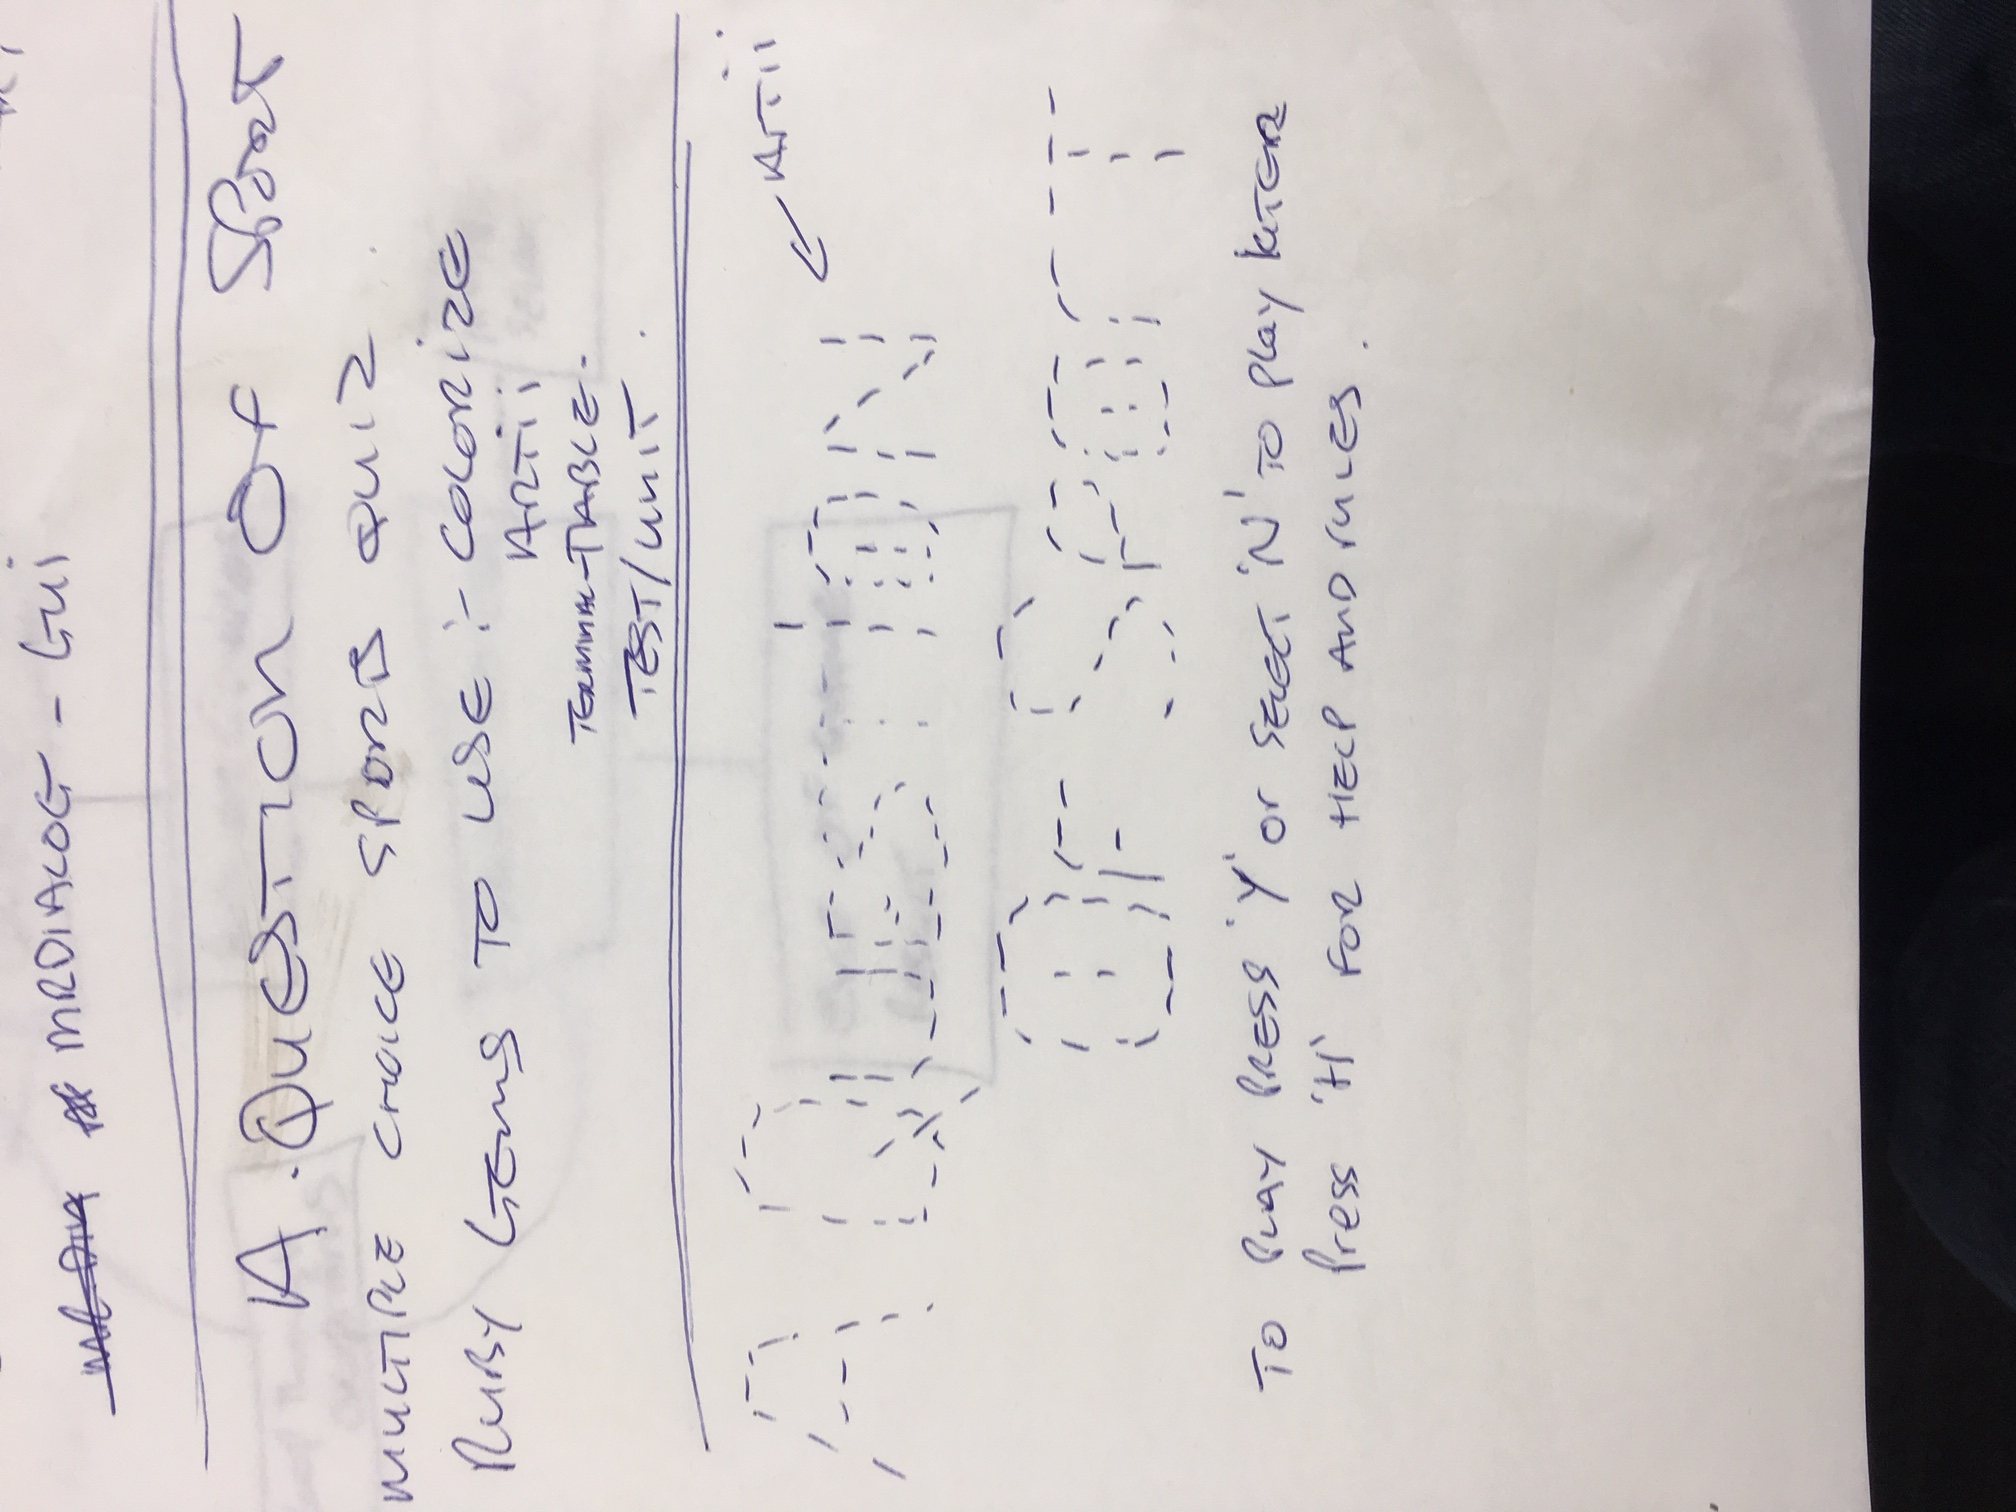 MRDIALOG - GUi
A. QUESTION OF SPORT
MULTIPLE CHOICE SPORTS QUIZ.
RUBY GEMS TO USE :- COLORiZE
ARTii
TERMINAL-TABLE-
TEST/UNIT.
ARTii
A QUESTION
OF SPORT
TO PLAY PRESS 'Y' or SELECT 'N' TO Play LATER
Press 'H' FOR HELP AND RULES.